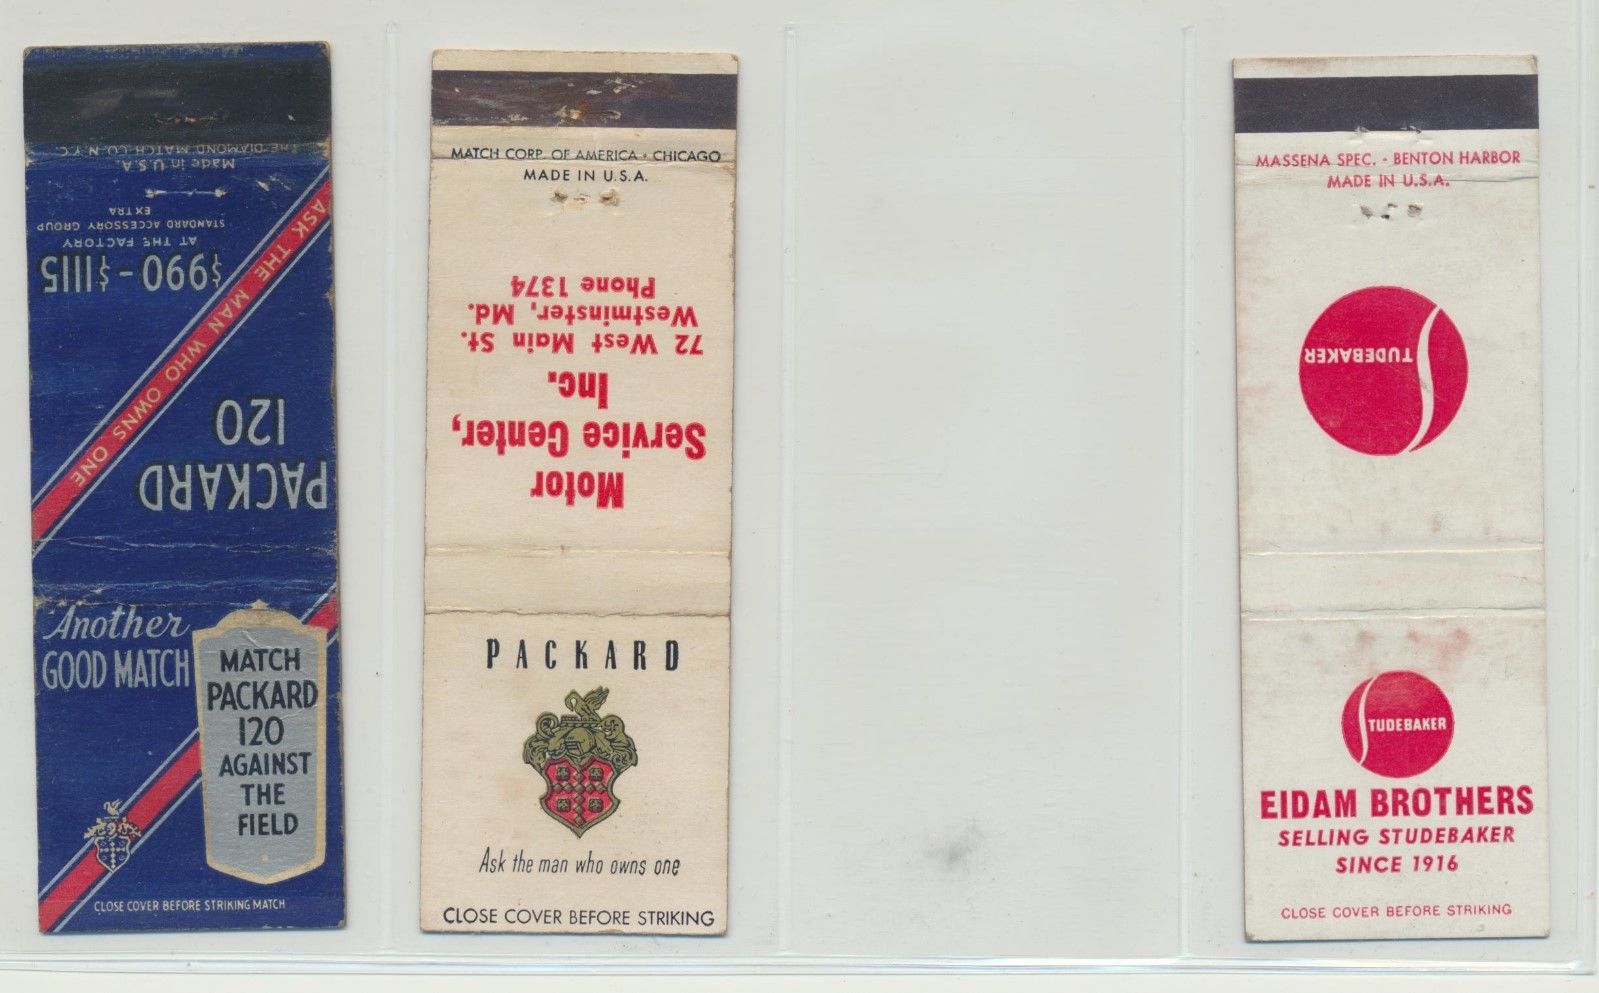 THE DIAMOND MATCH CO. N.Y.C.
Made in U.S.A.
STANDARD ACCESSORY GROUP
EXTRA
AT THE FACTORY
$990 - $1115
ASK THE MAN WHO OWNS ONE
PACKARD
120
Another
GOOD MATCH
MATCH
PACKARD
120
AGAINST
THE
FIELD
CLOSE COVER BEFORE STRIKING MATCH
MATCH CORP. OF AMERICA · CHICAGO
MADE IN U.S.A.
Motor
Service Center,
Inc.
72 West Main St.
Westminster, Md.
Phone 1374
PACKARD
Ask the man who owns one
CLOSE COVER BEFORE STRIKING
MASSENA SPEC. - BENTON HARBOR
MADE IN U.S.A.
STUDEBAKER
STUDEBAKER
EIDAM BROTHERS
SELLING STUDEBAKER
SINCE 1916
CLOSE COVER BEFORE STRIKING